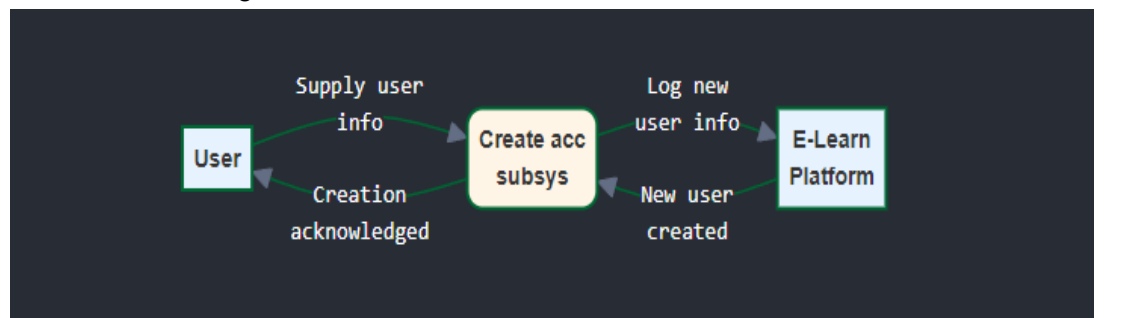 Supply user
info
Log new
user info
User
Create acc
subsys
E-Learn
Platform
Creation
acknowledged
New user
created